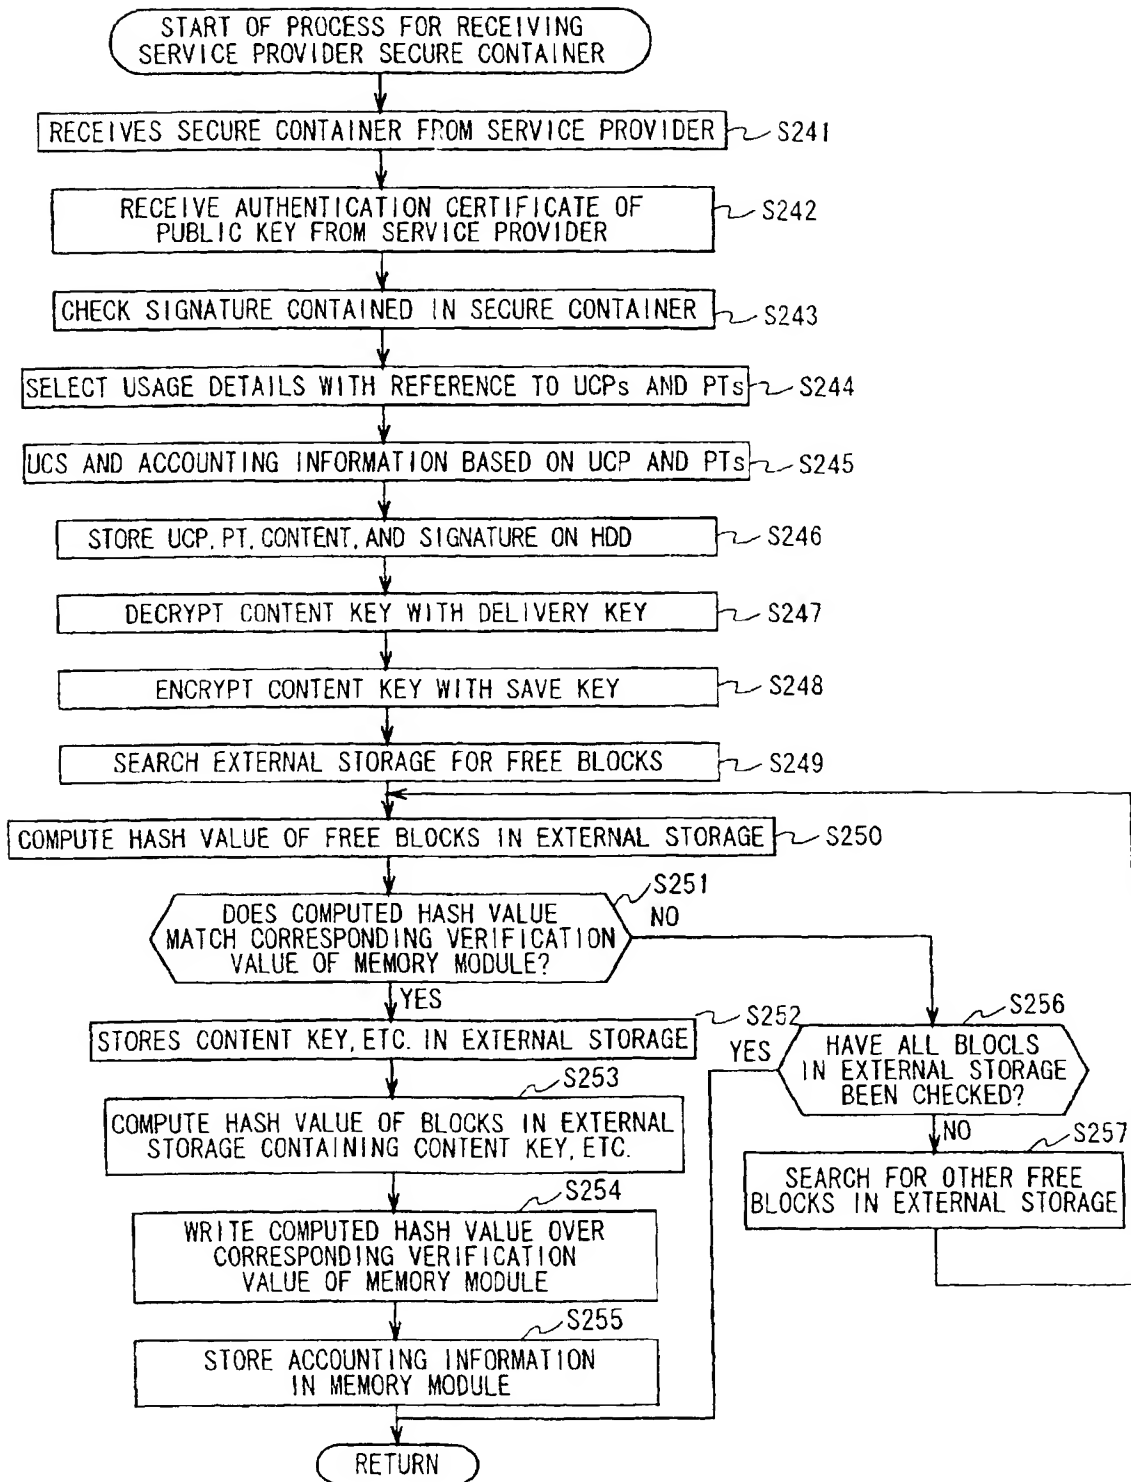 START OF PROCESS FOR RECEIVING
SERVICE PROVIDER SECURE CONTAINER
RECEIVES SECURE CONTAINER FROM SERVICE PROVIDER
S241
RECEIVE AUTHENTICATION CERTIFICATE OF
PUBLIC KEY FROM SERVICE PROVIDER
S242
CHECK SIGNATURE CONTAINED IN SECURE CONTAINER
S243
SELECT USAGE DETAILS WITH REFERENCE TO UCPs AND PTs
S244
UCS AND ACCOUNTING INFORMATION BASED ON UCP AND PTs
S245
STORE UCP, PT, CONTENT, AND SIGNATURE ON HDD
S246
DECRYPT CONTENT KEY WITH DELIVERY KEY
S247
ENCRYPT CONTENT KEY WITH SAVE KEY
S248
SEARCH EXTERNAL STORAGE FOR FREE BLOCKS
S249
COMPUTE HASH VALUE OF FREE BLOCKS IN EXTERNAL STORAGE
S250
S251
DOES COMPUTED HASH VALUE
MATCH CORRESPONDING VERIFICATION
VALUE OF MEMORY MODULE?
NO
YES
S252
STORES CONTENT KEY, ETC. IN EXTERNAL STORAGE
S253
COMPUTE HASH VALUE OF BLOCKS IN EXTERNAL
STORAGE CONTAINING CONTENT KEY, ETC.
S254
WRITE COMPUTED HASH VALUE OVER
CORRESPONDING VERIFICATION
VALUE OF MEMORY MODULE
S255
STORE ACCOUNTING INFORMATION
IN MEMORY MODULE
S256
YES
HAVE ALL BLOCLS
IN EXTERNAL STORAGE
BEEN CHECKED?
NO
S257
SEARCH FOR OTHER FREE
BLOCKS IN EXTERNAL STORAGE
RETURN